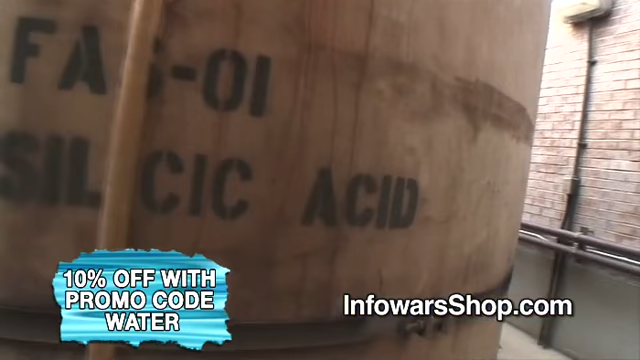 FAS-01
SILICIC ACID
10% OFF WITH
PROMO CODE
WATER
InfowarsShop.com